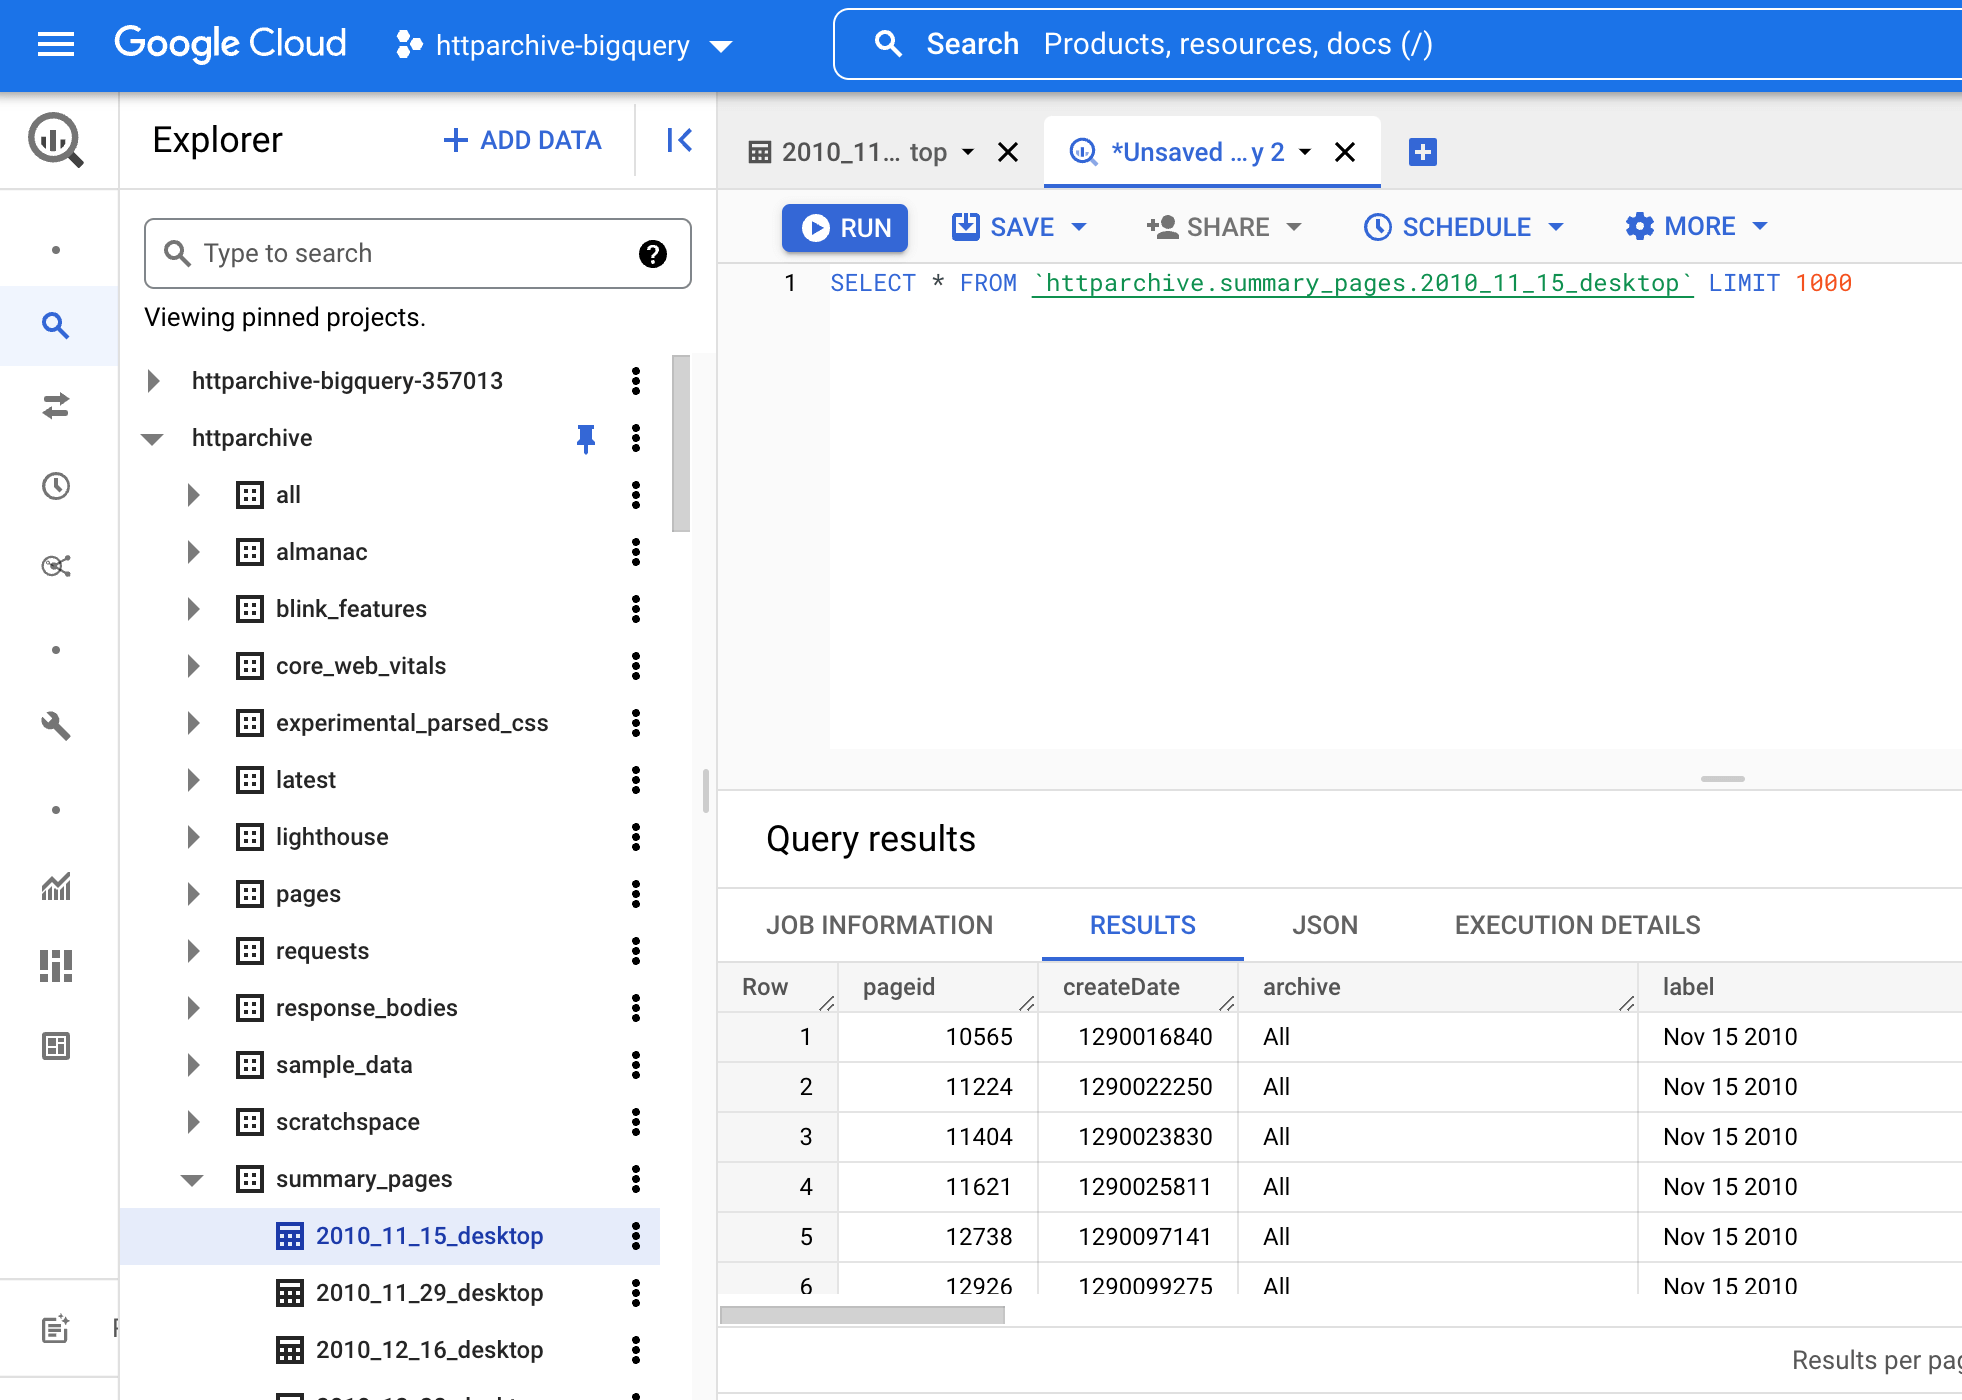 Google Cloud httparchive-bigquery Search Products, resources, docs (/)
Explorer + ADD DATA
2010_11... top *Unsaved ...y 2
RUN SAVE SHARE SCHEDULE MORE
Type to search
Viewing pinned projects.
1 SELECT * FROM `httparchive.summary_pages.2010_11_15_desktop` LIMIT 1000
httparchive-bigquery-357013
httparchive
all
almanac
blink_features
core_web_vitals
experimental_parsed_css
latest
lighthouse
pages
requests
response_bodies
sample_data
scratchspace
summary_pages
2010_11_15_desktop
2010_11_29_desktop
2010_12_16_desktop
Query results
JOB INFORMATION RESULTS JSON EXECUTION DETAILS
Row pageid createDate archive label
1 10565 1290016840 All Nov 15 2010
2 11224 1290022250 All Nov 15 2010
3 11404 1290023830 All Nov 15 2010
4 11621 1290025811 All Nov 15 2010
5 12738 1290097141 All Nov 15 2010
6 12926 1290099275 All Nov 15 2010
Results per